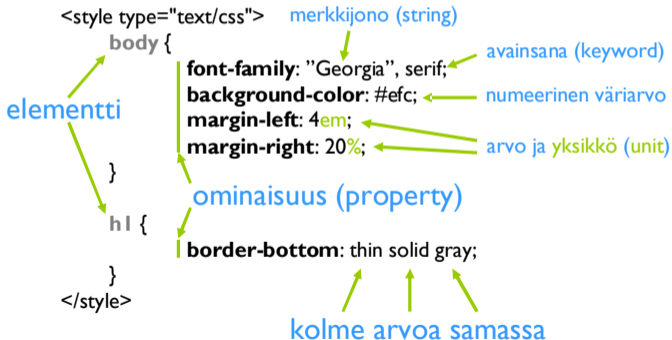 <style type="text/css">
merkkijono (string)
body {
avainsana (keyword)
font-family: ”Georgia”, serif;
elementti
background-color: #efc;
numeerinen väriarvo
margin-left: 4em;
margin-right: 20%;
arvo ja yksikkö (unit)
}
ominaisuus (property)
h1 {
border-bottom: thin solid gray;
}
</style>
kolme arvoa samassa